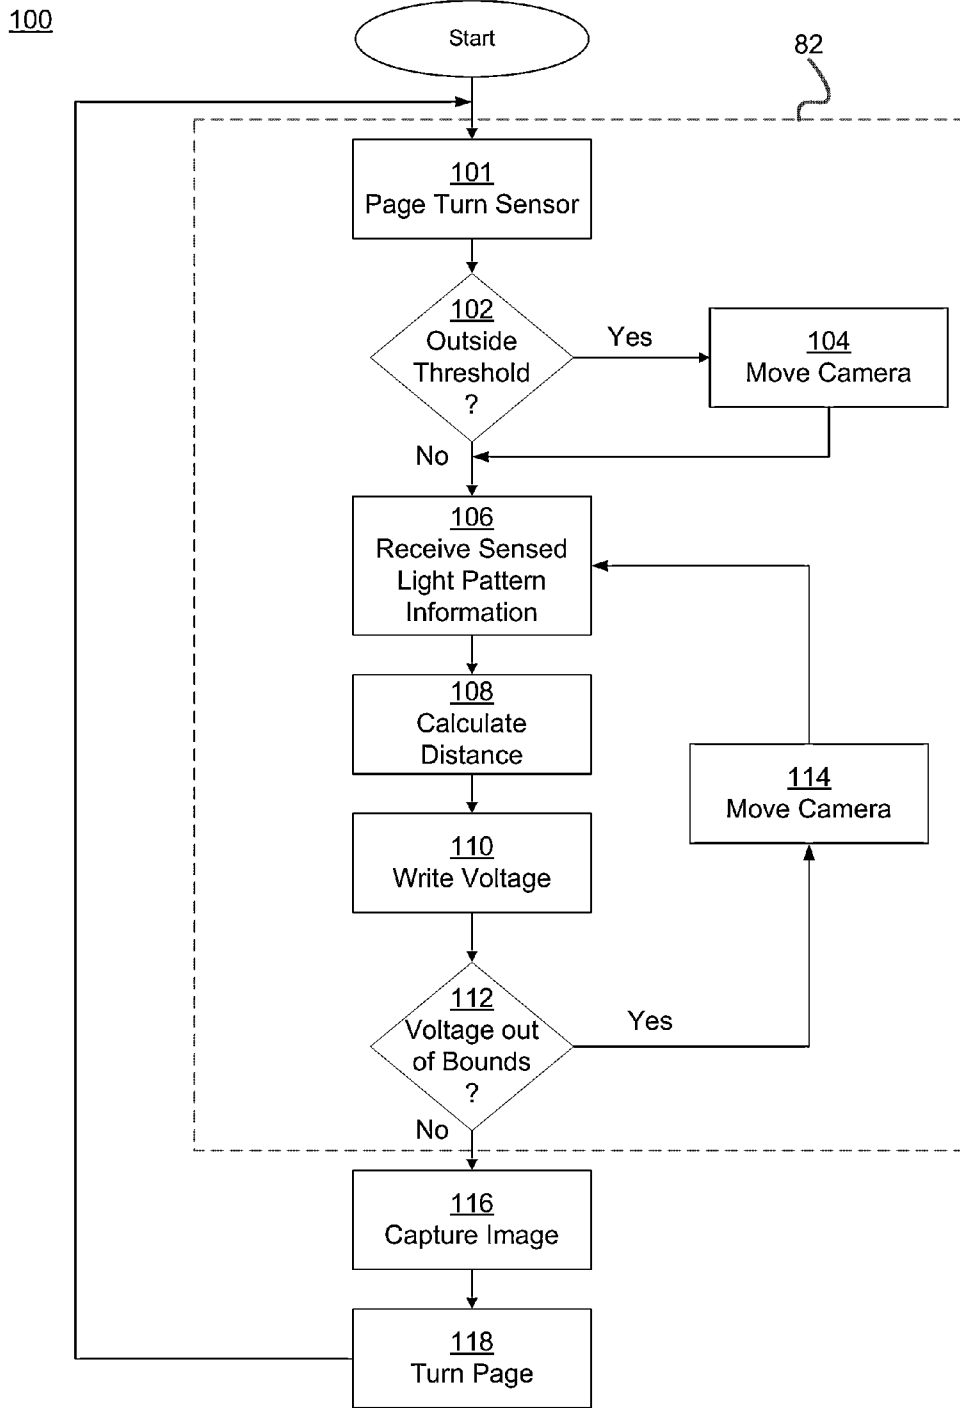 100
Start
82
101
Page Turn Sensor
102
Outside
Threshold
?
Yes
104
Move Camera
No
106
Receive Sensed
Light Pattern
Information
108
Calculate
Distance
114
Move Camera
110
Write Voltage
112
Voltage out
of Bounds
?
Yes
No
116
Capture Image
118
Turn Page